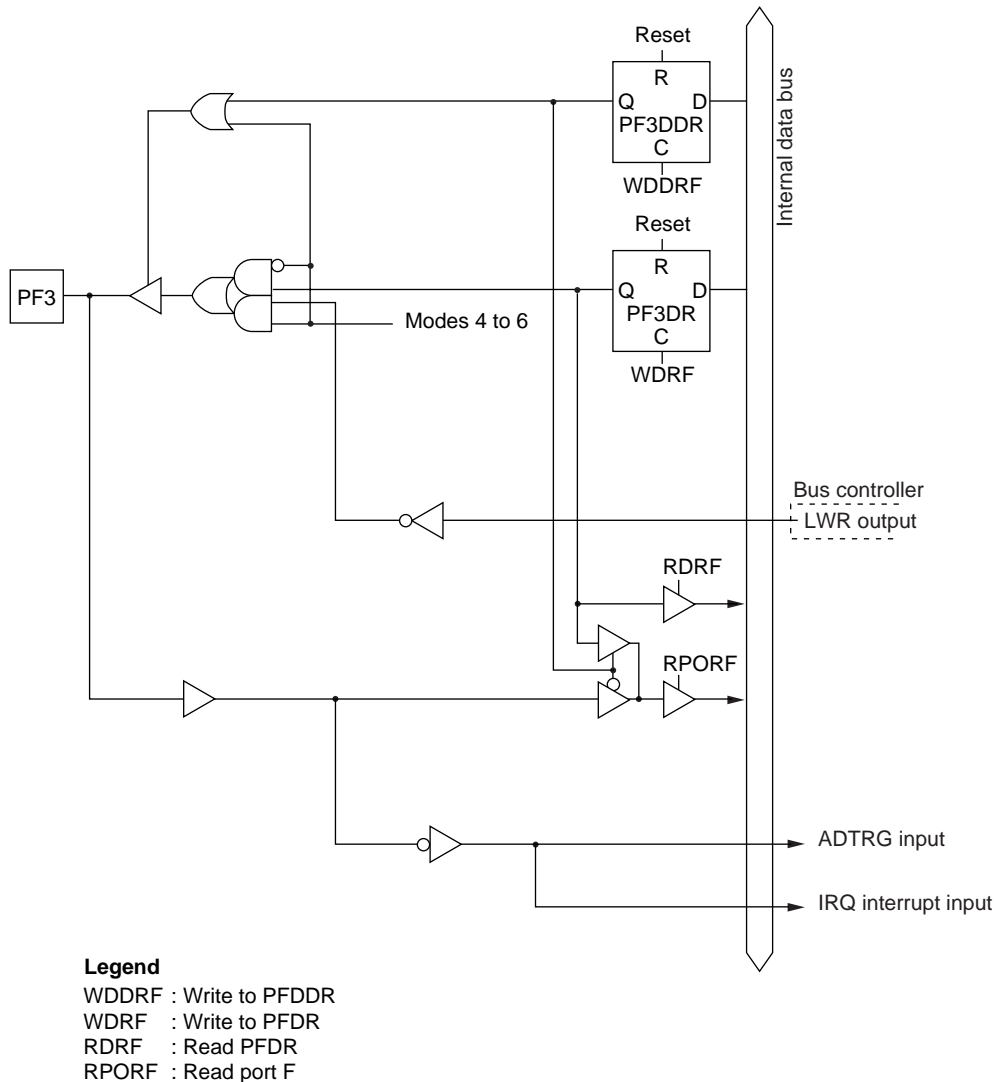 Reset
R
Q D
PF3DDR
C
WDDRF
Internal data bus
Reset
R
Q D
PF3DR
C
WDRF
PF3
Modes 4 to 6
Bus controller
LWR output
RDRF
RPORF
ADTRG input
IRQ interrupt input
Legend
WDDRF : Write to PFDDR
WDRF : Write to PFDR
RDRF : Read PFDR
RPORF : Read port F